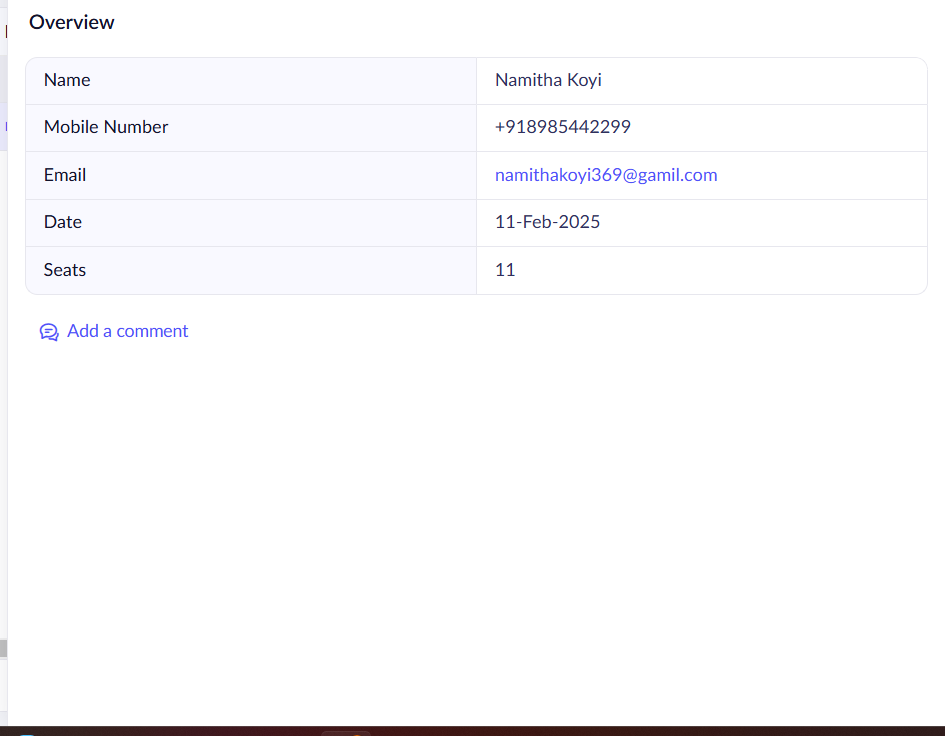 Overview
Name Namitha Koyi
Mobile Number +918985442299
Email namithakoyi369@gamil.com
Date 11-Feb-2025
Seats 11
Add a comment